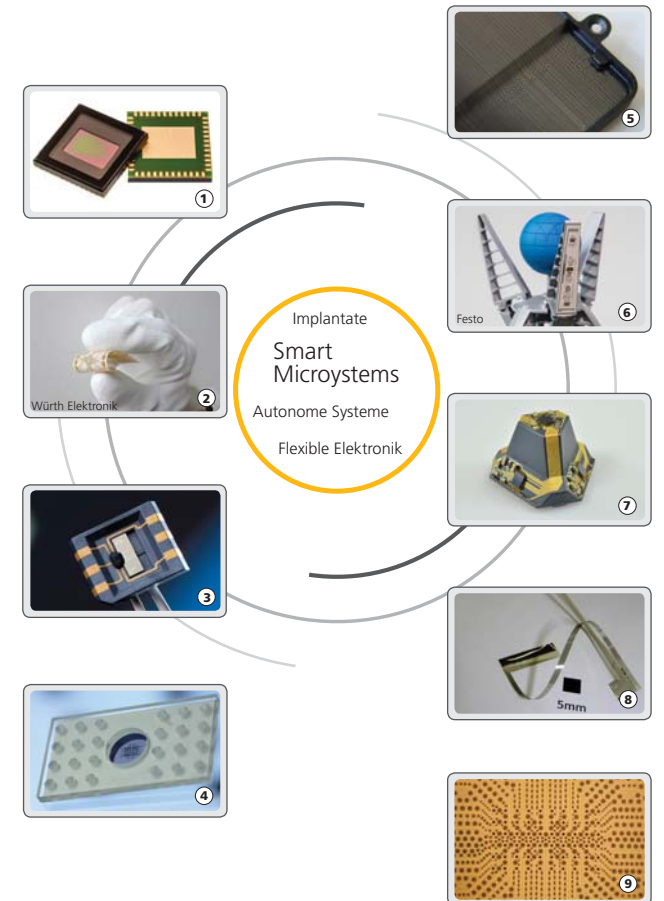 1
5
Implantate
Smart
Microystems
Autonome Systeme
Flexible Elektronik
Würth Elektronik
2
Festo
6
3
7
4
5mm
8
9